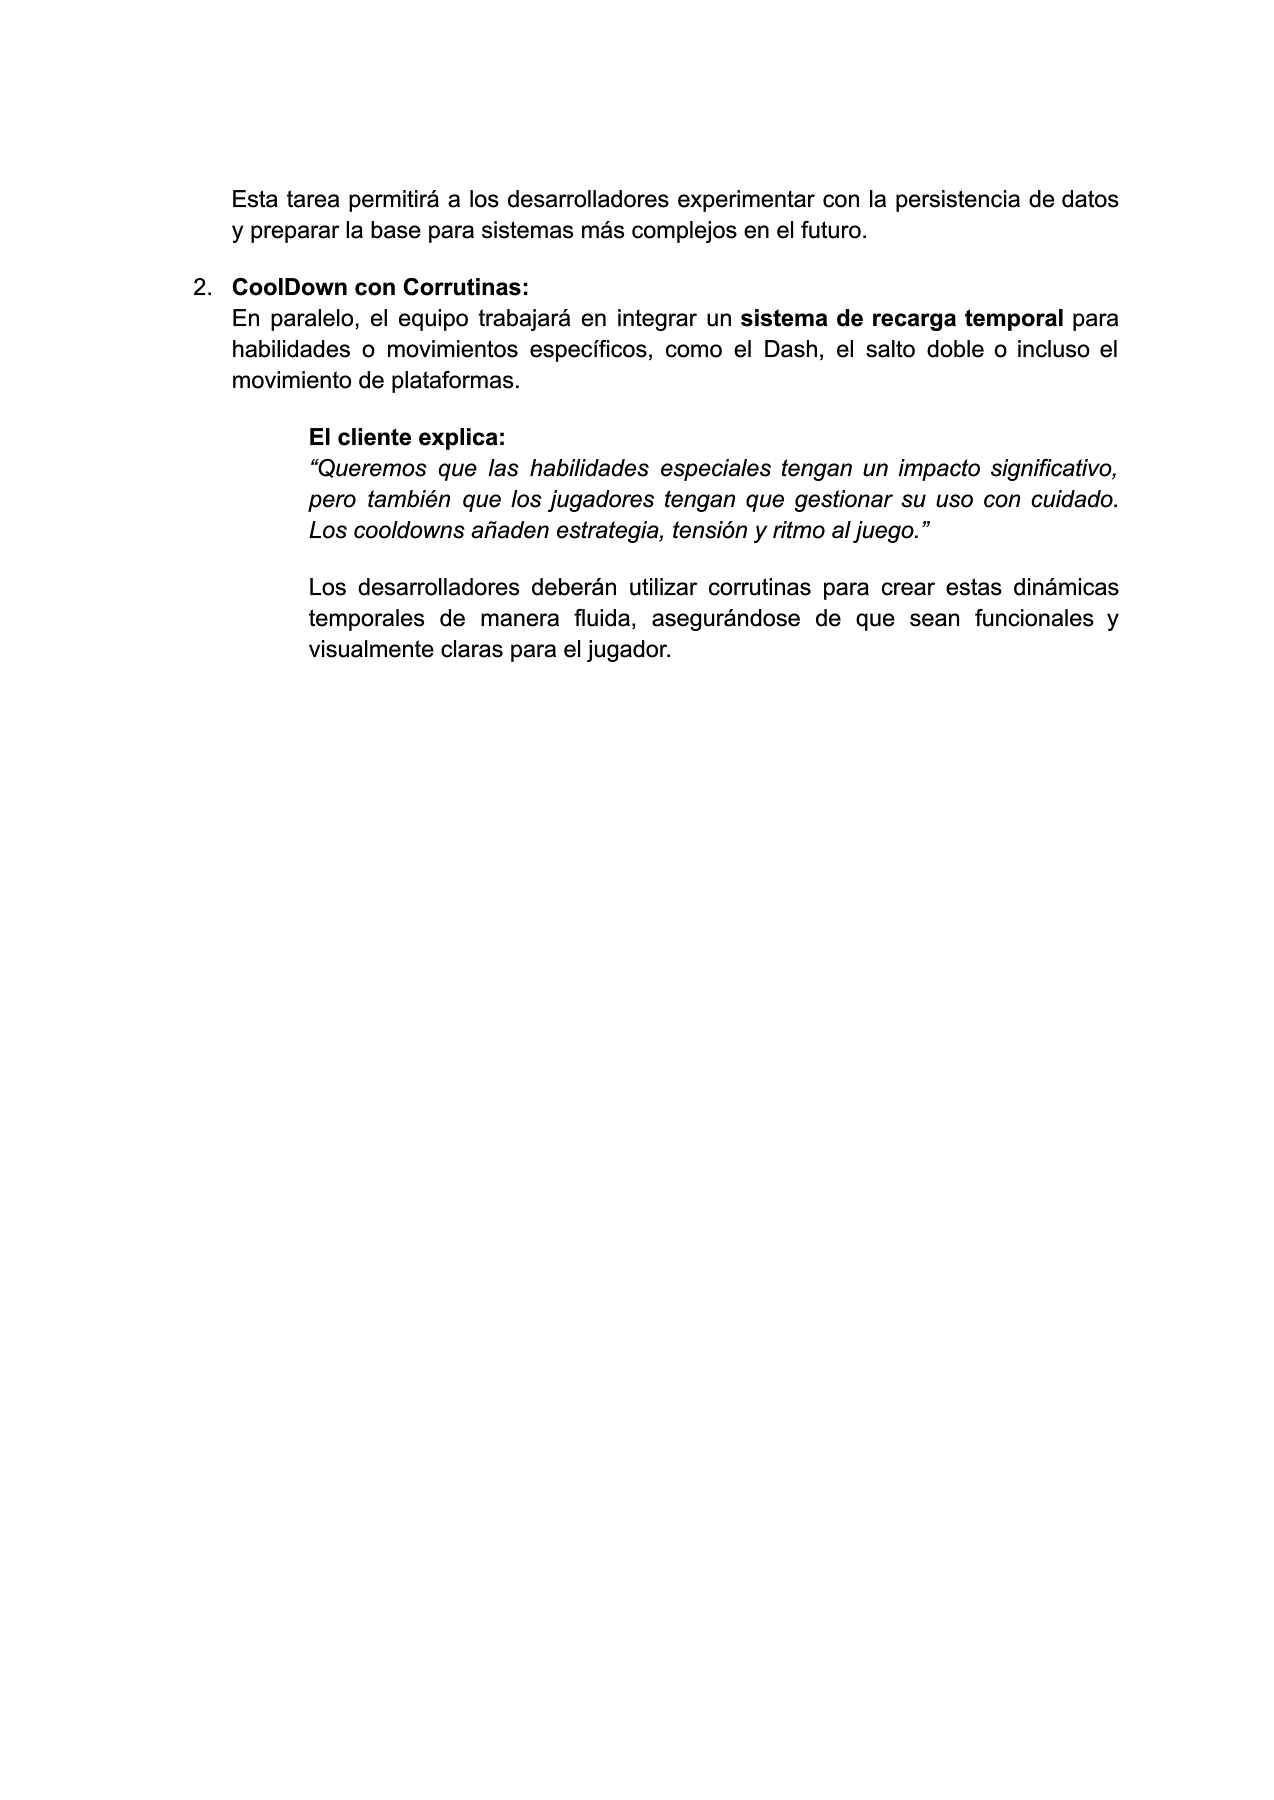 Esta tarea permitirá a los desarrolladores experimentar con la persistencia de datos
y preparar la base para sistemas más complejos en el futuro.
2. CoolDown con Corrutinas:
En paralelo, el equipo trabajará en integrar un sistema de recarga temporal para
habilidades o movimientos específicos, como el Dash, el salto doble o incluso el
movimiento de plataformas.
El cliente explica:
“Queremos que las habilidades especiales tengan un impacto significativo,
pero también que los jugadores tengan que gestionar su uso con cuidado.
Los cooldowns añaden estrategia, tensión y ritmo al juego.”
Los desarrolladores deberán utilizar corrutinas para crear estas dinámicas
temporales de manera fluida, asegurándose de que sean funcionales y
visualmente claras para el jugador.